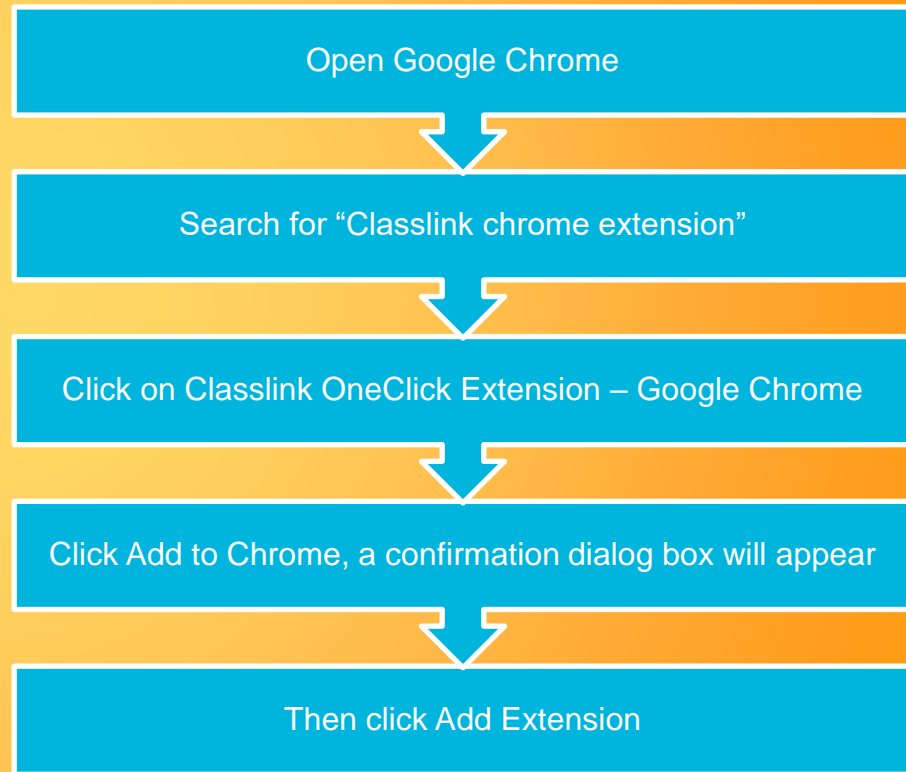 Open Google Chrome
Search for “Classlink chrome extension”
Click on Classlink OneClick Extension – Google Chrome
Click Add to Chrome, a confirmation dialog box will appear
Then click Add Extension